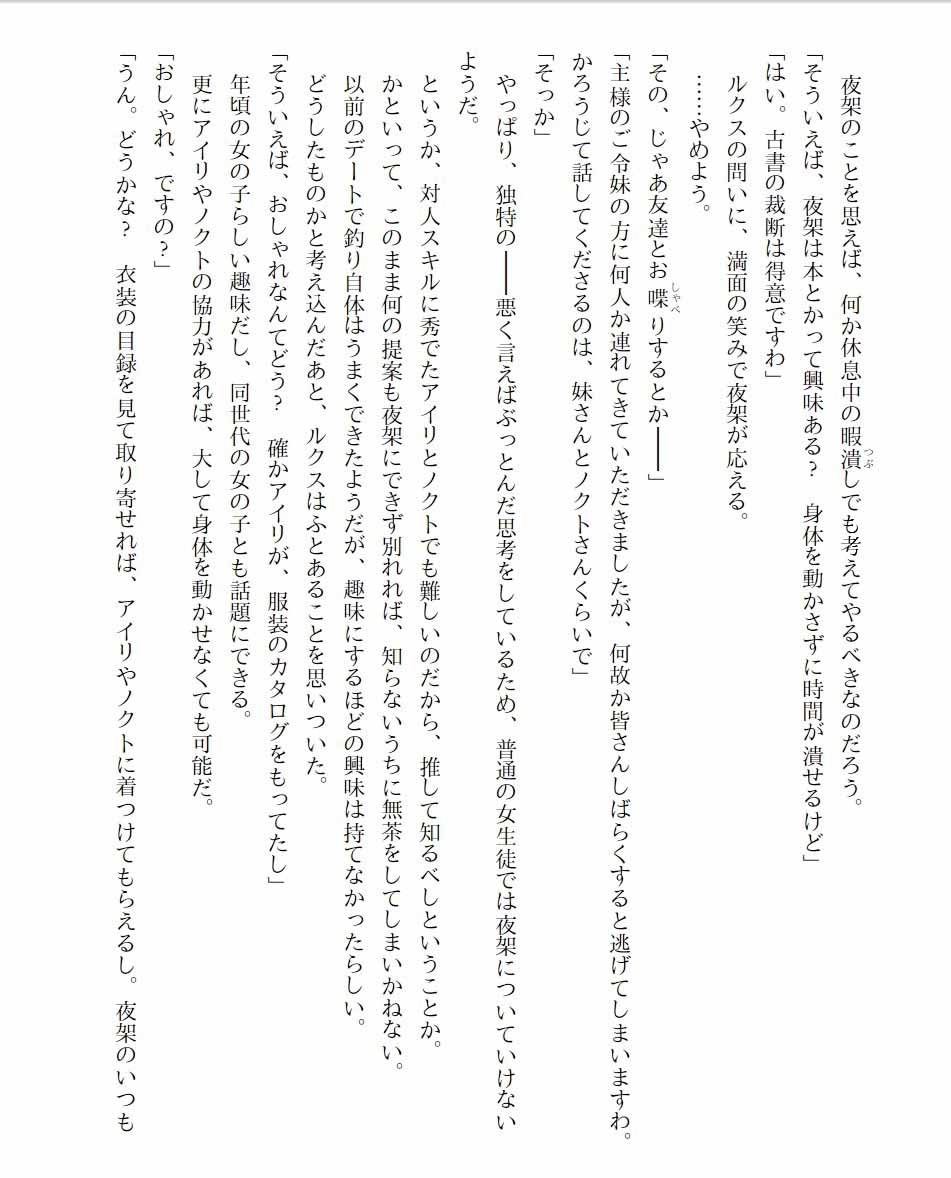 夜架のことを思えば、何か休息中の暇潰しでも考えてやるべきなのだろう。
「そういえば、夜架は本とかって興味ある？　身体を動かさずに時間が潰せるけど」
「はい。古書の裁断は得意ですわ」
　ルクスの問いに、満面の笑みで夜架が応える。
　……やめよう。
「その、じゃあ友達とお喋りするとか――」
「主様のご令妹の方に何人か連れてきていただきましたが、何故か皆さんしばらくすると逃げてしまいますわ。
かろうじて話してくださるのは、妹さんとノクトさんくらいで」
「そっか」
　やっぱり、独特の――悪く言えばぶっとんだ思考をしているため、普通の女生徒では夜架についていけない
ようだ。
　というか、対人スキルに秀でたアイリとノクトでも難しいのだから、推して知るべしということか。
　かといって、このまま何の提案も夜架にできず別れれば、知らないうちに無茶をしてしまいかねない。
　以前のデートで釣り自体はうまくできたようだが、趣味にするほどの興味は持てなかったらしい。
　どうしたものかと考え込んだあと、ルクスはふとあることを思いついた。
「そういえば、おしゃれなんてどう？　確かアイリが、服装のカタログをもってたし」
　年頃の女の子らしい趣味だし、同世代の女の子とも話題にできる。
　更にアイリやノクトの協力があれば、大して身体を動かせなくても可能だ。
「おしゃれ、ですの？」
「うん。どうかな？　衣装の目録を見て取り寄せれば、アイリやノクトに着つけてもらえるし。夜架のいつも